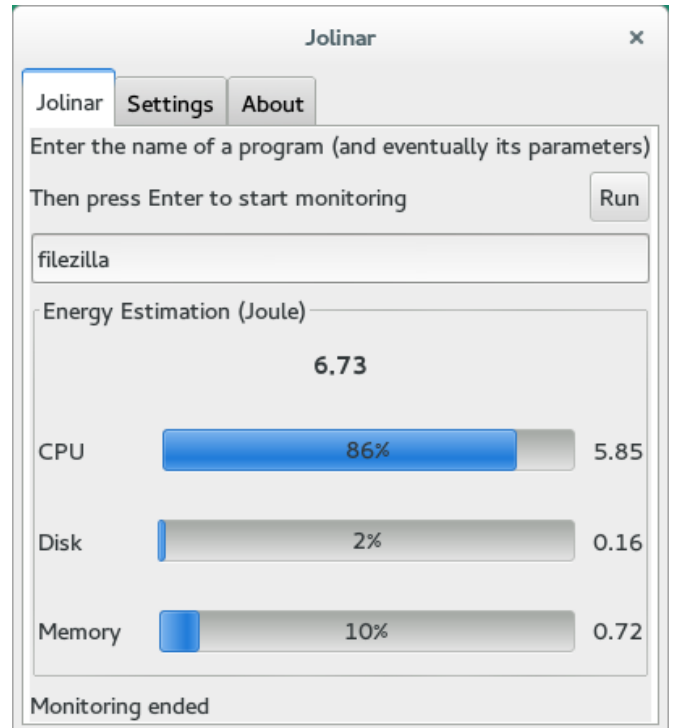 Jolinar ×
Jolinar Settings About
Enter the name of a program (and eventually its parameters)
Then press Enter to start monitoring Run
filezilla
Energy Estimation (Joule)
6.73
CPU 86% 5.85
Disk 2% 0.16
Memory 10% 0.72
Monitoring ended